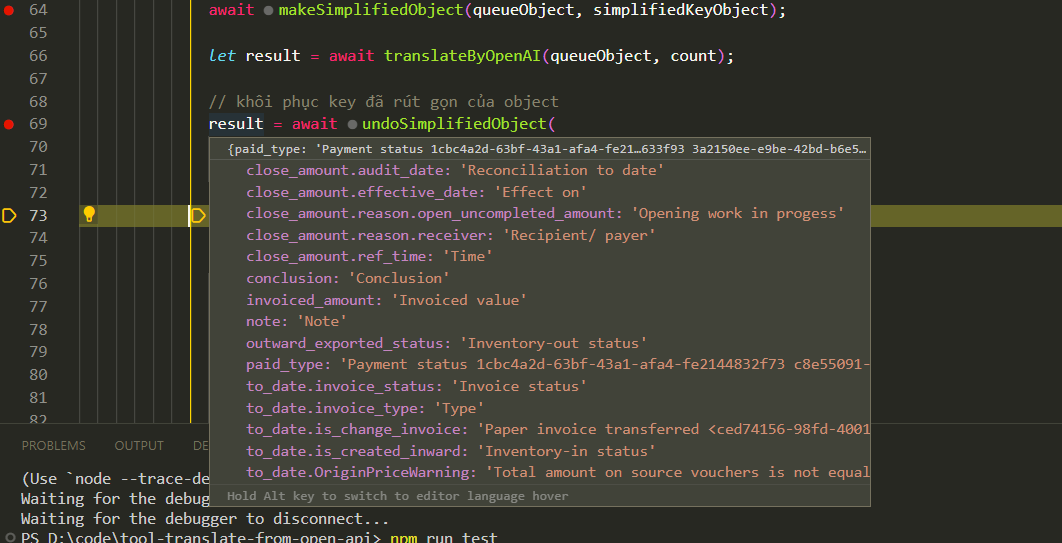 64 await makeSimplifiedObject(queueObject, simplifiedKeyObject);
65
66 let result = await translateByOpenAI(queueObject, count);
67
68 // khôi phục key đã rút gọn của object
69 result = await undoSimplifiedObject(
70 {paid_type: 'Payment status 1cbc4a2d-63bf-43a1-afa4-fe21…633f93 3a2150ee-e9be-42bd-b6e5…
71 close_amount.audit_date: 'Reconciliation to date'
72 close_amount.effective_date: 'Effect on'
73 close_amount.reason.open_uncompleted_amount: 'Opening work in progess'
74 close_amount.reason.receiver: 'Recipient/ payer'
75 close_amount.ref_time: 'Time'
76 conclusion: 'Conclusion'
77 invoiced_amount: 'Invoiced value'
78 note: 'Note'
79 outward_exported_status: 'Inventory-out status'
80 paid_type: 'Payment status 1cbc4a2d-63bf-43a1-afa4-fe2144832f73 c8e55091-
81 to_date.invoice_status: 'Invoice status'
82 to_date.invoice_type: 'Type'
to_date.is_change_invoice: 'Paper invoice transferred <ced74156-98fd-4001
PROBLEMS OUTPUT DE
to_date.is_created_inward: 'Inventory-in status'
to_date.OriginPriceWarning: 'Total amount on source vouchers is not equal
(Use `node --trace-de
Hold Alt key to switch to editor language hover
Waiting for the debug
Waiting for the debugger to disconnect...
PS D:\code\tool-translate-from-open-api> npm run test